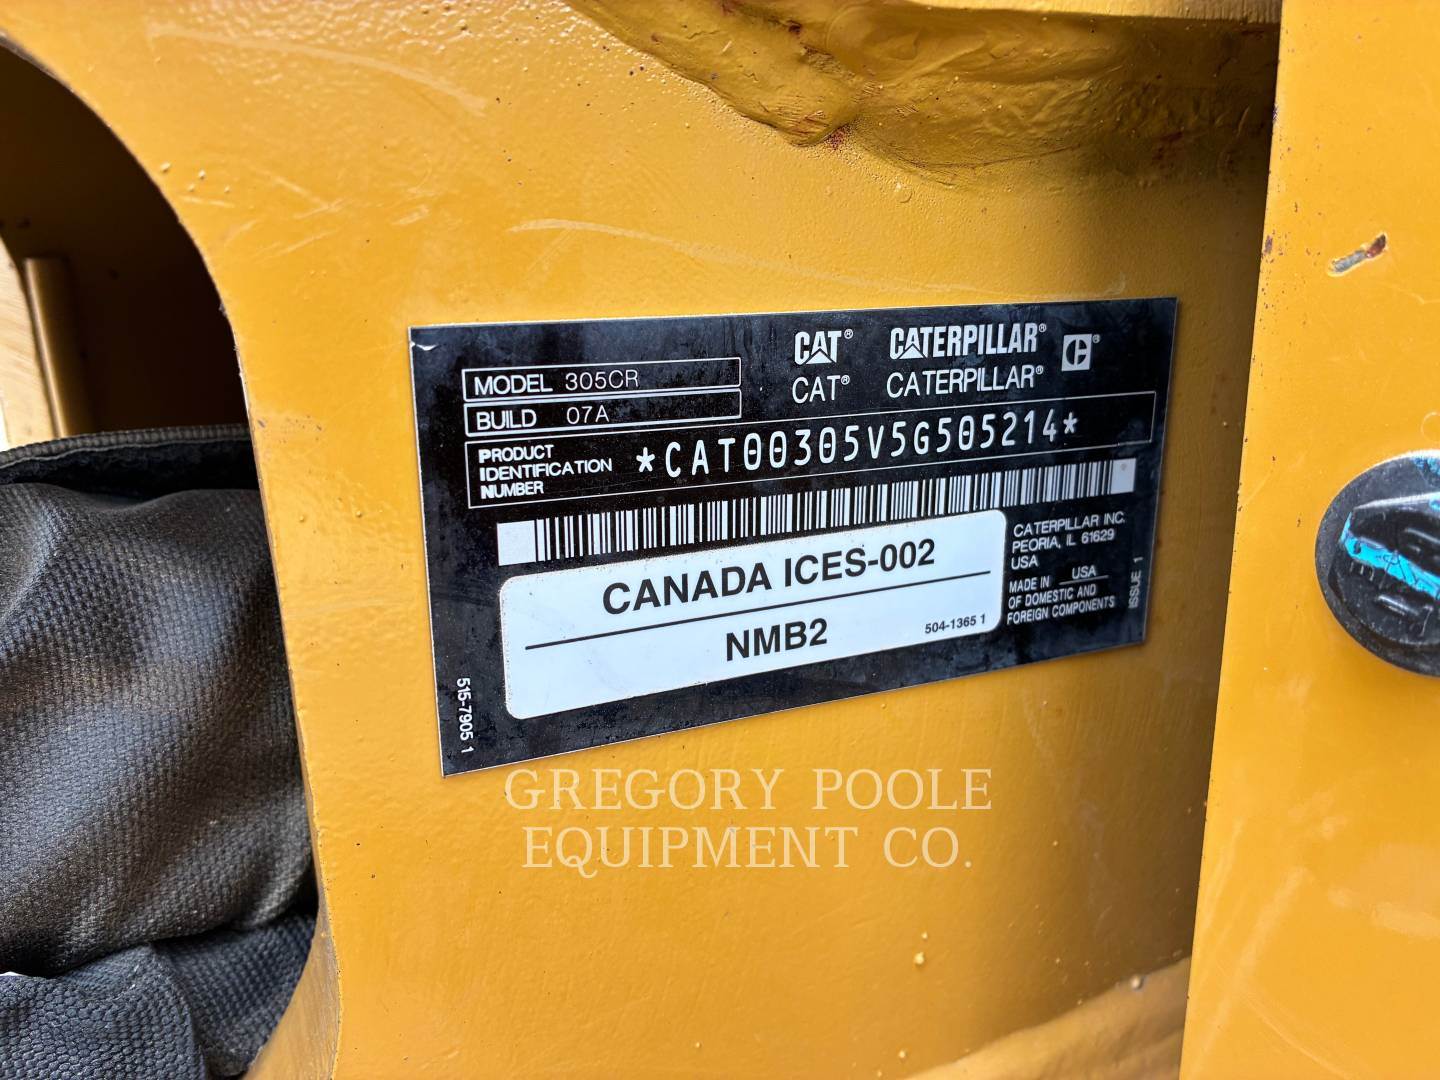 CAT® CATERPILLAR® C®
CAT® CATERPILLAR®
MODEL 305CR
BUILD 07A
PRODUCT
IDENTIFICATION
NUMBER
*CAT00305V5G505214*
CANADA ICES-002
NMB2
504-1365 1
CATERPILLAR INC.
PEORIA, IL 61629
USA
MADE IN USA
OF DOMESTIC AND
FOREIGN COMPONENTS
ISSUE 1
515-7905 1
GREGORY POOLE
EQUIPMENT CO.